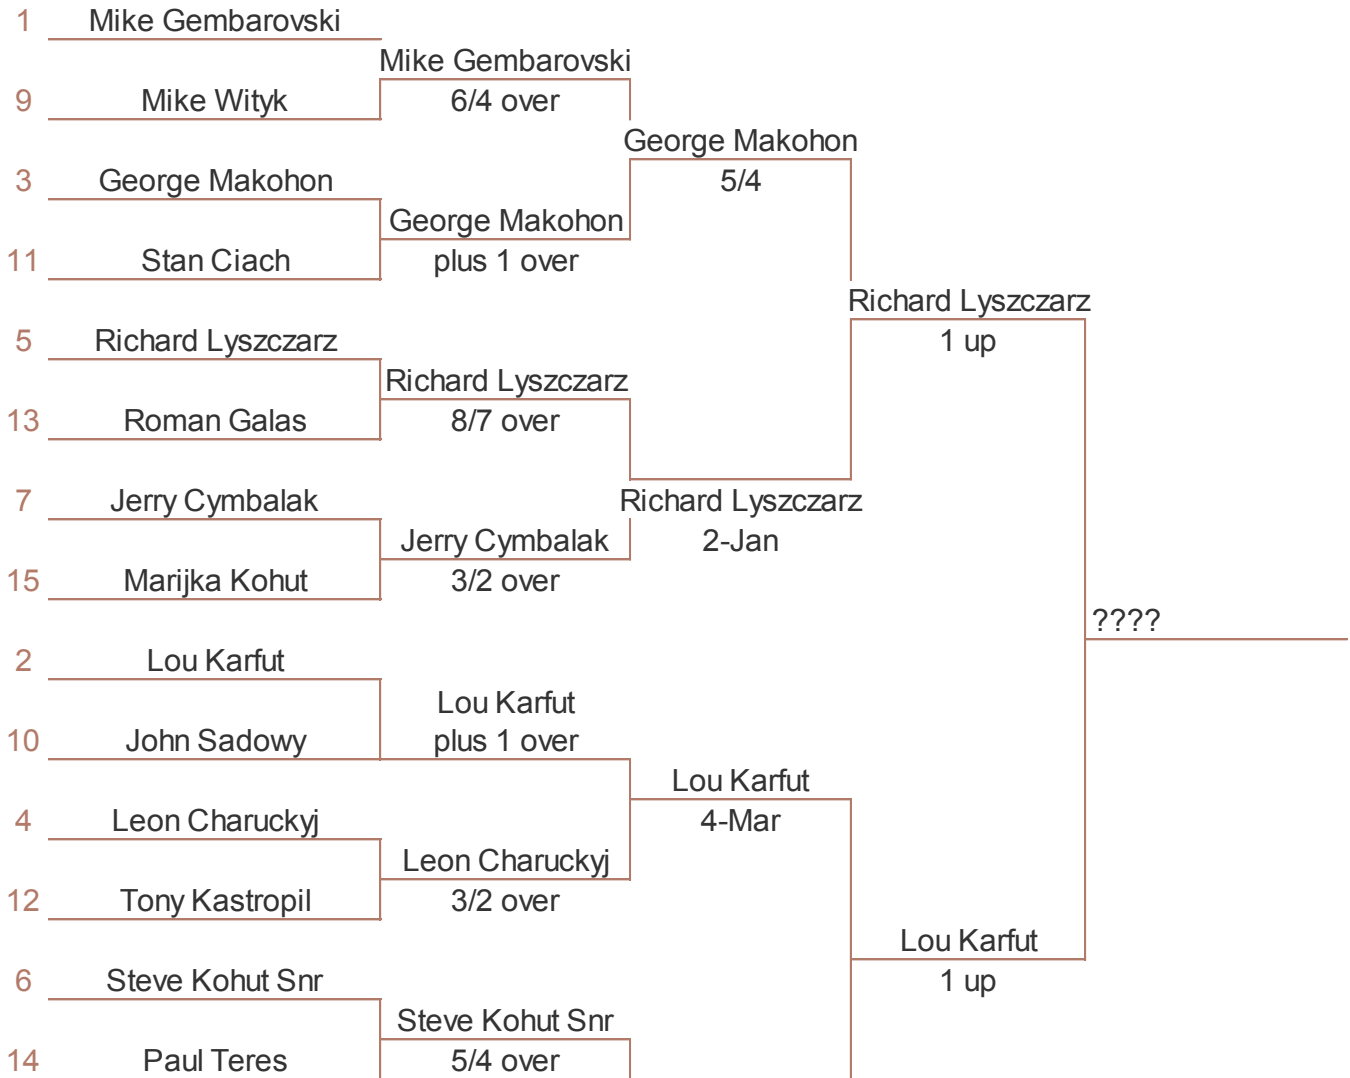 1 Mike Gembarovski
Mike Gembarovski
9 Mike Wityk 6/4 over
George Makohon
3 George Makohon 5/4
George Makohon
11 Stan Ciach plus 1 over
Richard Lyszczarz
5 Richard Lyszczarz 1 up
Richard Lyszczarz
13 Roman Galas 8/7 over
7 Jerry Cymbalak Richard Lyszczarz
Jerry Cymbalak 2-Jan
15 Marijka Kohut 3/2 over
????
2 Lou Karfut
Lou Karfut
10 John Sadowy plus 1 over
Lou Karfut
4 Leon Charuckyj 4-Mar
Leon Charuckyj
12 Tony Kastropil 3/2 over
Lou Karfut
6 Steve Kohut Snr 1 up
Steve Kohut Snr
14 Paul Teres 5/4 over